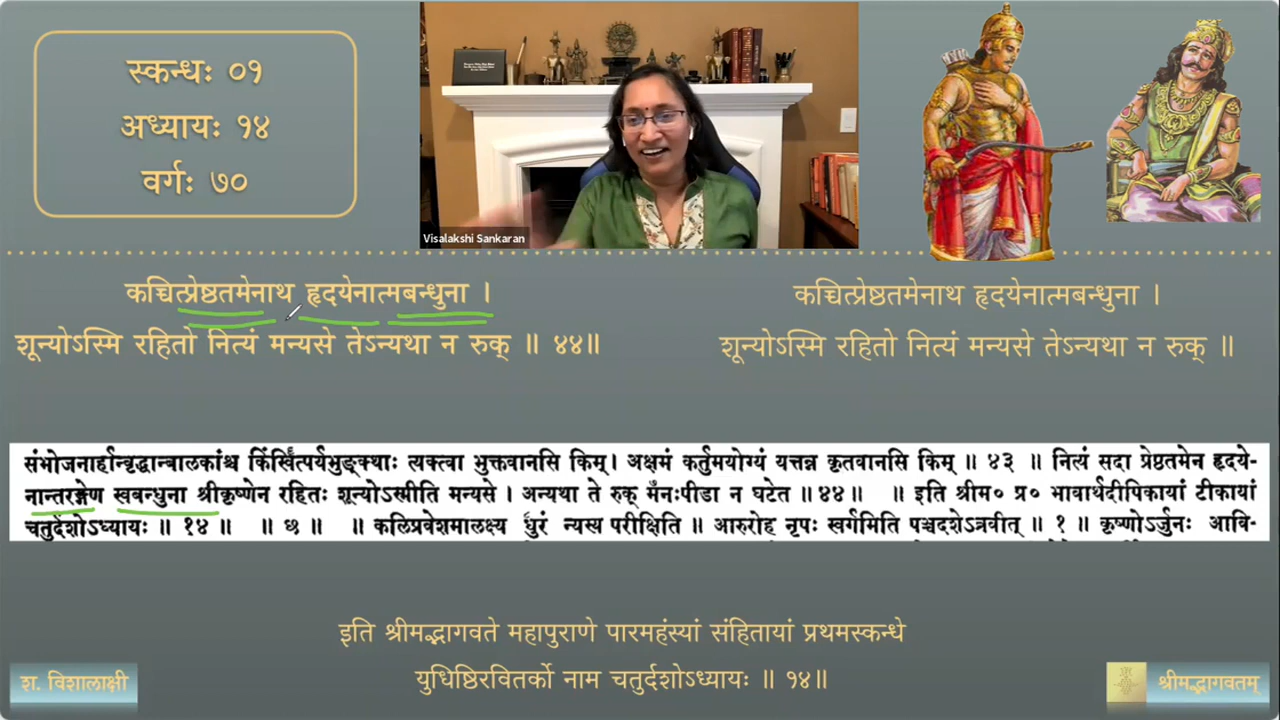 स्कन्धः ०१
अध्यायः १४
वर्गः ७०
Visalakshi Sankaran
कच्चित्प्रेष्ठतमेनाथ हृदयेनात्मबन्धुना ।
शून्योऽस्मि रहितो नित्यं मन्यसे तेऽन्यथा न रुक् ॥ ४४॥
कच्चित्प्रेष्ठतमेनाथ हृदयेनात्मबन्धुना ।
शून्योऽस्मि रहितो नित्यं मन्यसे तेऽन्यथा न रुक् ॥
संभोजनार्हान्वृद्धान्बालकांश्च किंस्वित्पर्यभुङ्क्थाः त्यक्त्वा भुक्तवानसि किम्। अक्षमं कर्तुमयोग्यं यत्तन्न कृतवानसि किम् ॥ ४३ ॥ नित्यं सदा प्रेष्ठतमेन हृदये-
नान्तरङ्गेण स्वबन्धुना श्रीकृष्णेन रहितः शून्योऽस्मीति मन्यसे । अन्यथा ते रुक् मनःपीडा न घटेत ॥ ४४ ॥ ॥ इति श्रीम० प्र० भावार्थदीपिकायां टीकायां
चतुर्दशोऽध्यायः ॥ १४ ॥ ॥ छ ॥ ॥ कलिप्रवेशमालक्ष्य धुरं न्यस्य परीक्षिति ॥ आरुरोह नृपः स्वर्गमिति पञ्चदशेऽब्रवीत् ॥ १ ॥ कृष्णोऽर्जुनः आवि-
इति श्रीमद्भागवते महापुराणे पारमहंस्यां संहितायां प्रथमस्कन्धे
युधिष्ठिरवितर्को नाम चतुर्दशोऽध्यायः ॥ १४॥
श. विशालाक्षी
श्रीमद्भागवतम्